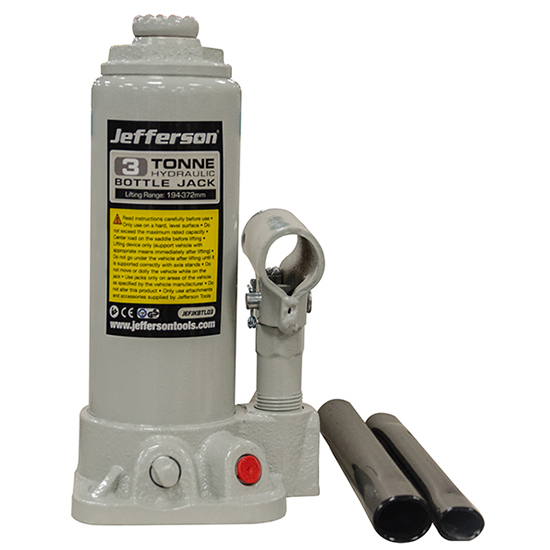 Jefferson®
3 TONNE
HYDRAULIC
BOTTLE JACK
Lifting Range: 194-372mm
Read instructions carefully before use •
Only use on a hard, level surface • Do
not exceed the maximum rated capacity •
Center load on the saddle before lifting •
Lifting device only (support vehicle with
appropriate means immediately after lifting) •
Do not go under the vehicle after lifting until it
is supported correctly with axle stands • Do
not move or dolly the vehicle while on the
jack • Use jacks only on areas of the vehicle
as specified by the vehicle manufacturer • Do
not alter this product • Only use attachments
and accessories supplied by Jefferson Tools
CE
JEFJKBTL03
www.jeffersontools.com